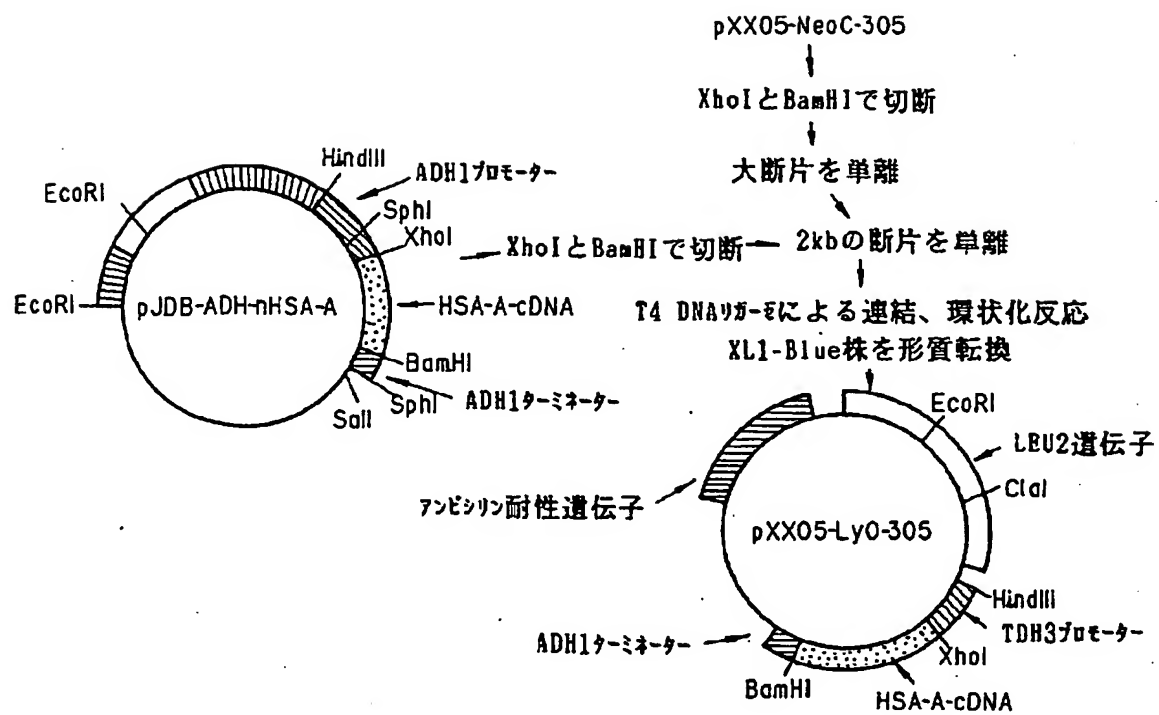 pXX05-NeoC-305
XhoIとBamHIで切断
大断片を単離
XhoIとBamHIで切断
2kbの断片を単離
T4 DNAリガーゼによる連結、環状化反応
XL1-Blue株を形質転換
EcoRI
EcoRI
HindIII
ADH1プロモーター
SphI
XhoI
pJDB-ADH-nHSA-A
HSA-A-cDNA
BamHI
ADH1ターミネーター
SphI
SalI
EcoRI
LEU2遺伝子
ClaI
アンピシリン耐性遺伝子
pXX05-LyO-305
HindIII
TDH3プロモーター
XhoI
ADH1ターミネーター
BamHI
HSA-A-cDNA